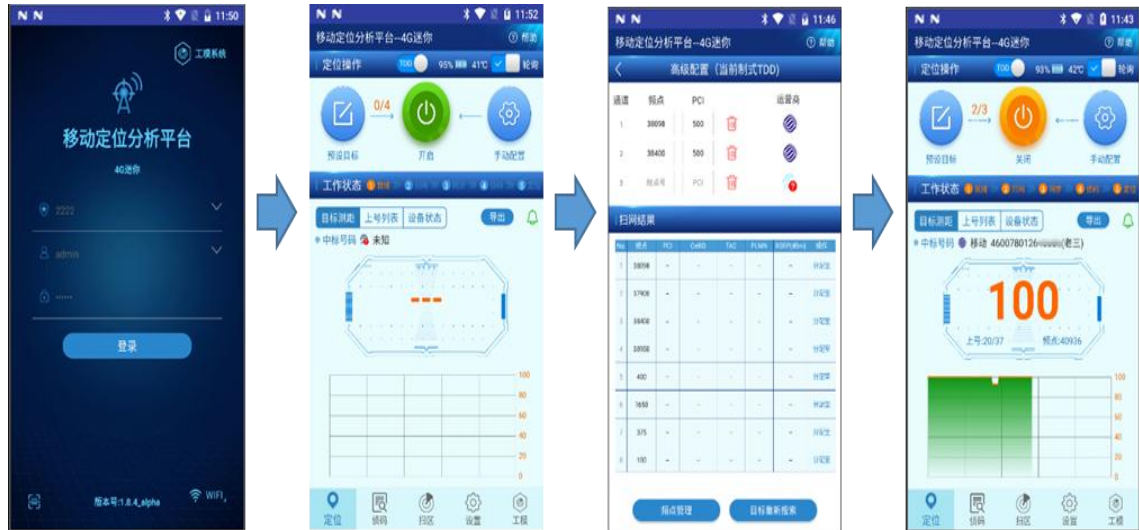 N N 11:50
工模系统
移动定位分析平台
4G迷你
2222
admin
登录
版本号:1.8.4_alpha
WIFI
N N 11:52
移动定位分析平台--4G迷你 帮助
定位操作 TDD 95% 41℃ 轮询
0/4
预设目标 开启 手动配置
工作状态 1 2 3 4 5
目标测距 上号列表 设备状态 导出
中标号码 未知
---
100
80
60
40
20
0
定位 侦码 扫区 设置 工模
N N 11:46
移动定位分析平台--4G迷你 帮助
高级配置（当前制式TDD）
通道 频点 PCI 运营商
1 38098 500
2 38400 500
3 频点号 PCI
扫网结果
No. 频点 PCI CellID TAC PLMN 操作
1 38098 - - - - -
2 37900 - - - - -
3 38400 - - - - -
4 - - - - -
5 400 - - - - -
6 1650 - - - - -
7 375 - - - - -
8 100 - - - - -
频点管理 目标重新搜索
N N 11:43
移动定位分析平台--4G迷你 帮助
定位操作 TDD 93% 42℃ 轮询
2/3
预设目标 关闭 手动配置
工作状态
目标测距 上号列表 设备状态 导出
中标号码 移动 4600780126 (老三)
100
上号:20/37 频点:40936
100
80
60
40
20
0
定位 侦码 扫区 设置 工模